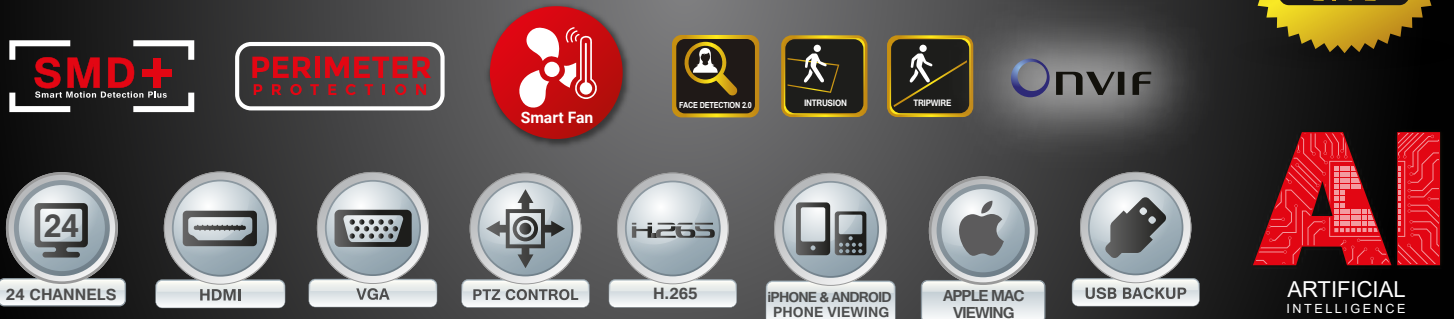 SMD+
Smart Motion Detection Plus
PERIMETER
PROTECTION
Smart Fan
FACE DETECTION 2.0
INTRUSION
TRIPWIRE
ONVIF
24
24 CHANNELS
HDMI
VGA
PTZ CONTROL
H.265
H.265
iPHONE & ANDROID
PHONE VIEWING
APPLE MAC
VIEWING
USB BACKUP
AI
ARTIFICIAL
INTELLIGENCE